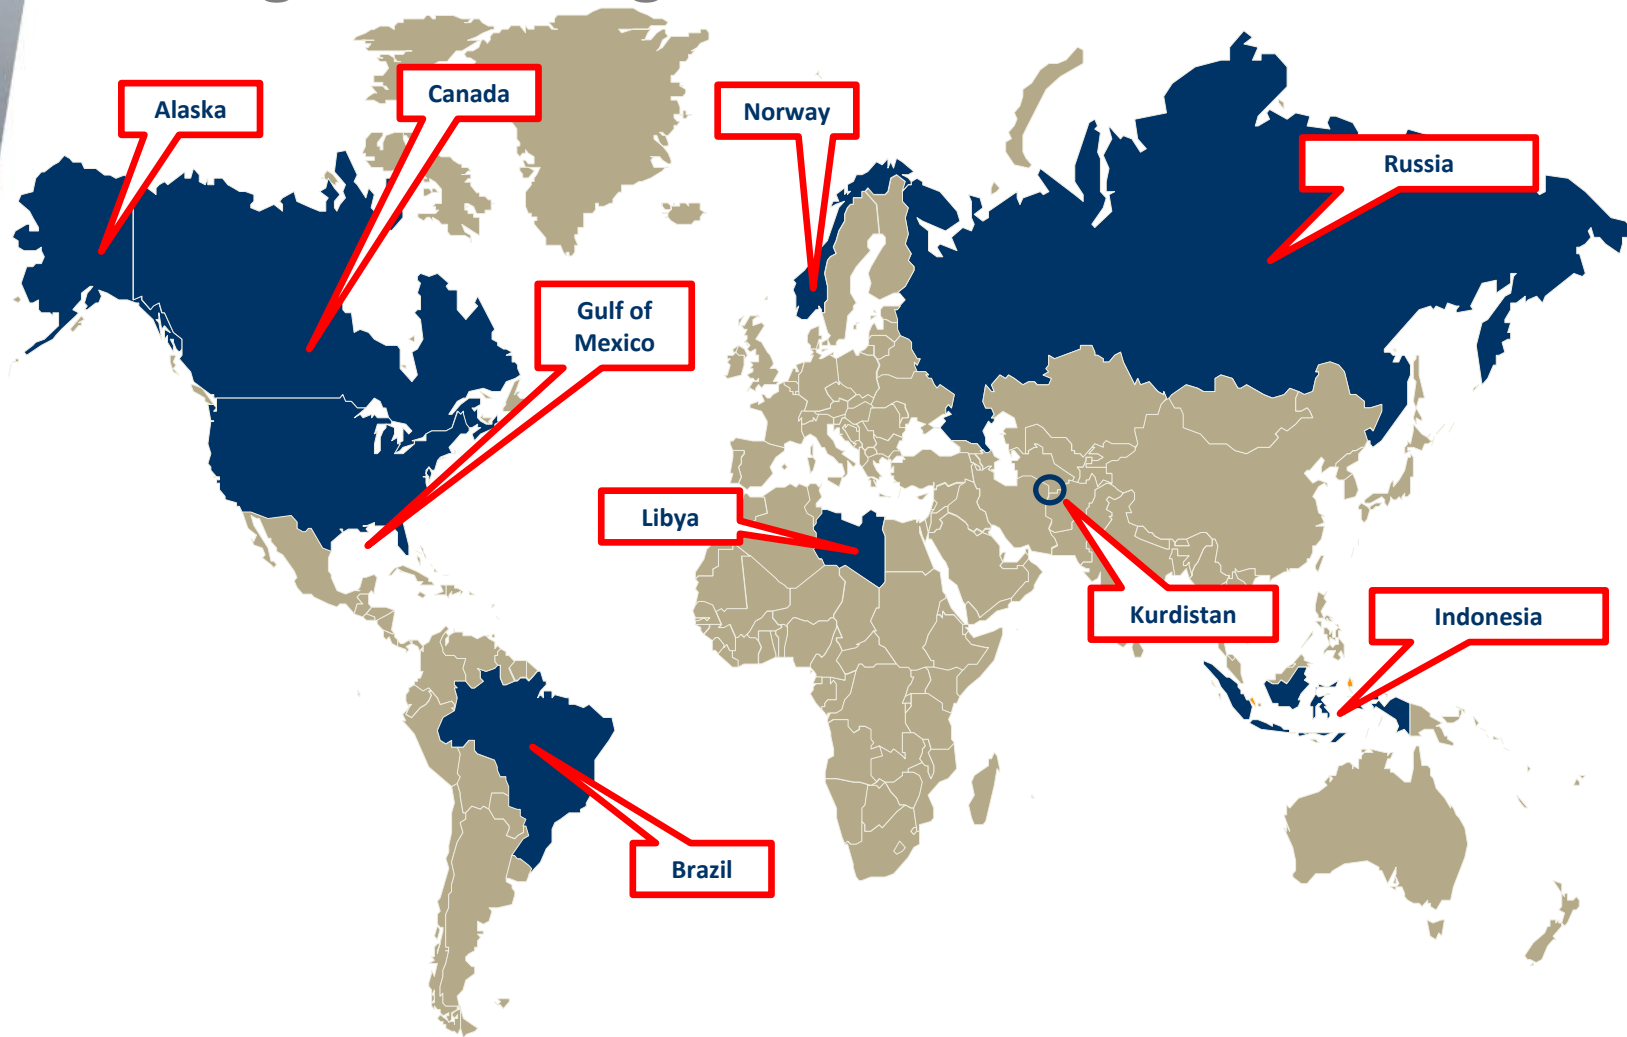 Alaska
Canada
Norway
Russia
Gulf of
Mexico
Libya
Kurdistan
Indonesia
Brazil